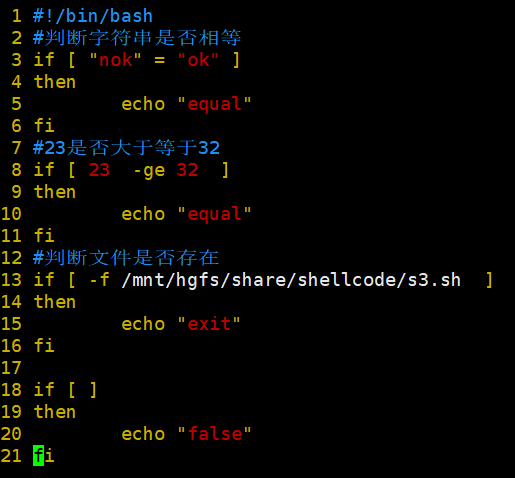 1 #!/bin/bash
2 #判断字符串是否相等
3 if [ "nok" = "ok" ]
4 then
5         echo "equal"
6 fi
7 #23是否大于等于32
8 if [ 23  -ge 32  ]
9 then
10         echo "equal"
11 fi
12 #判断文件是否存在
13 if [ -f /mnt/hgfs/share/shellcode/s3.sh  ]
14 then
15         echo "exit"
16 fi
17
18 if [ ]
19 then
20         echo "false"
21 fi